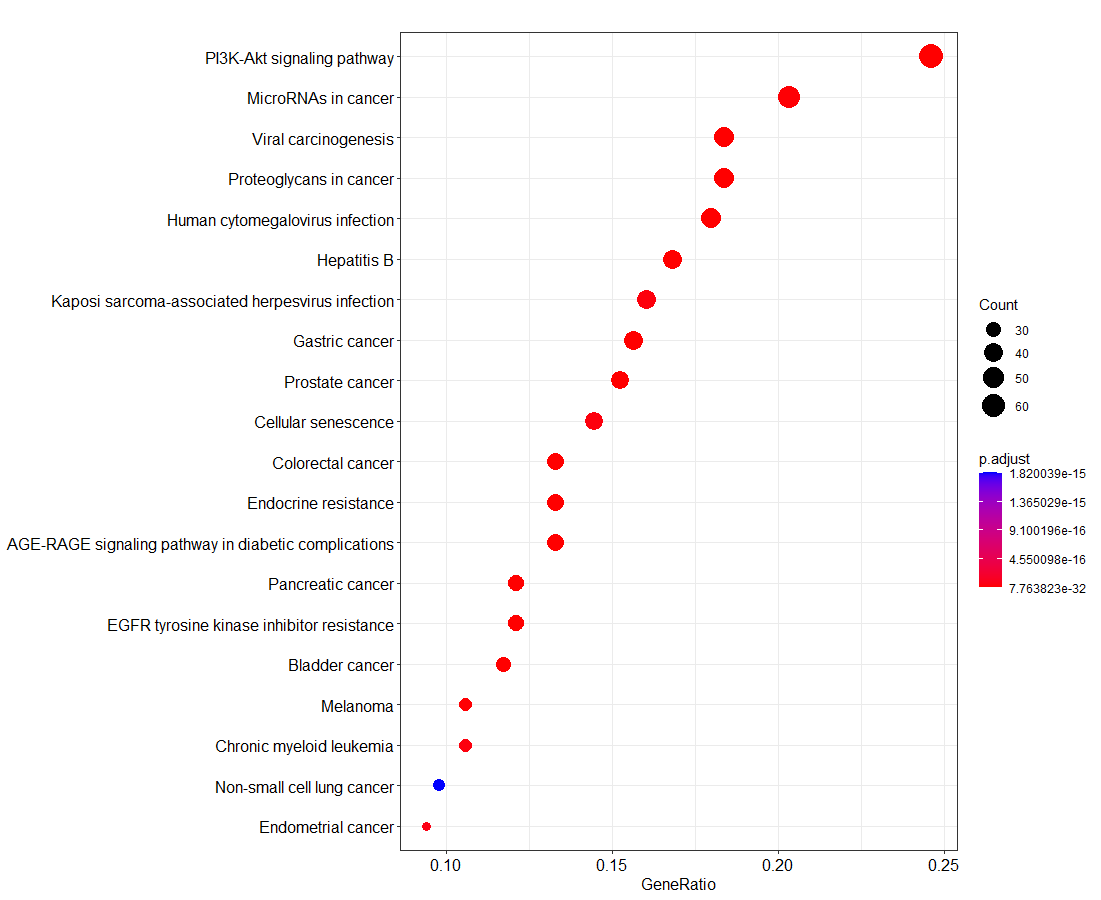 PI3K-Akt signaling pathway
MicroRNAs in cancer
Viral carcinogenesis
Proteoglycans in cancer
Human cytomegalovirus infection
Hepatitis B
Kaposi sarcoma-associated herpesvirus infection
Gastric cancer
Prostate cancer
Cellular senescence
Colorectal cancer
Endocrine resistance
AGE-RAGE signaling pathway in diabetic complications
Pancreatic cancer
EGFR tyrosine kinase inhibitor resistance
Bladder cancer
Melanoma
Chronic myeloid leukemia
Non-small cell lung cancer
Endometrial cancer
0.10 0.15 0.20 0.25
GeneRatio
Count
30
40
50
60
p.adjust
1.820039e-15
1.365029e-15
9.100196e-16
4.550098e-16
7.763823e-32